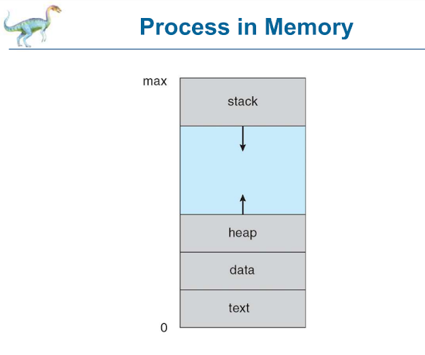 Process in Memory
max
stack
heap
data
text
0